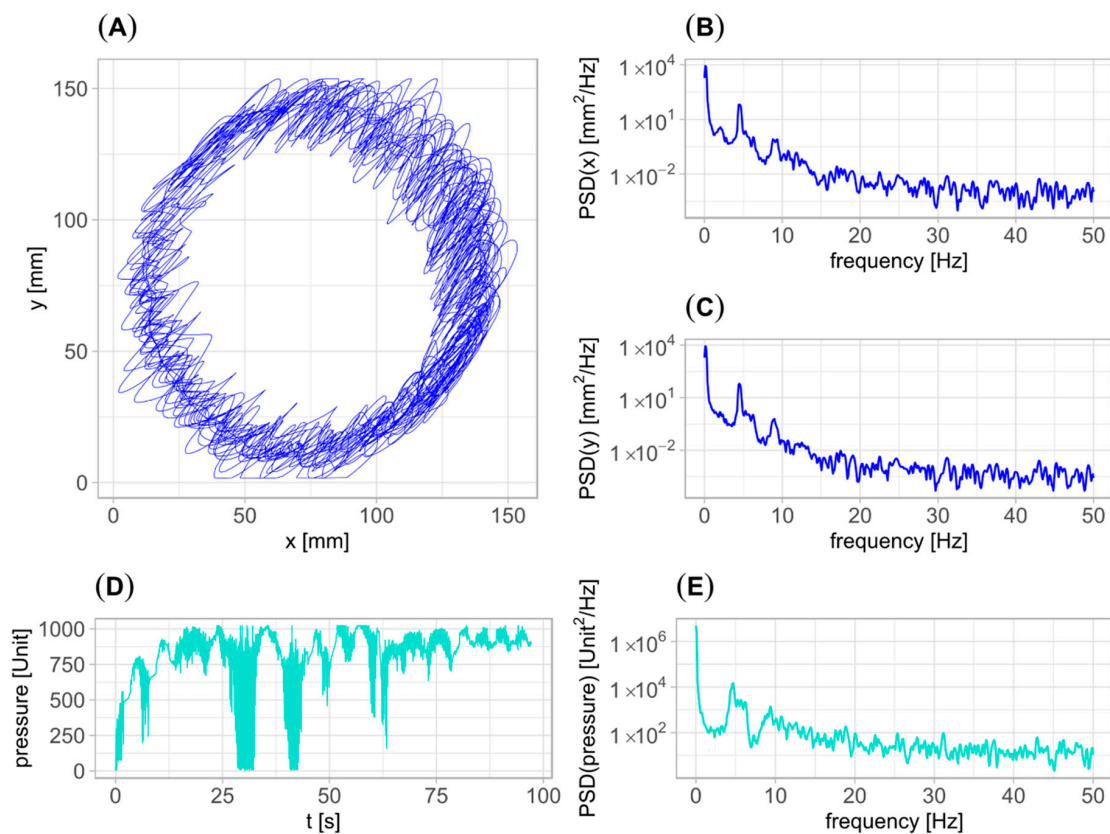 (A)
150
100
50
0
y [mm]
0 50 100 150
x [mm]
(B)
1×10⁴
1×10¹
1×10⁻²
PSD(x) [mm²/Hz]
0 10 20 30 40 50
frequency [Hz]
(C)
1×10⁴
1×10¹
1×10⁻²
PSD(y) [mm²/Hz]
0 10 20 30 40 50
frequency [Hz]
(D)
1000
750
500
250
0
pressure [Unit]
0 25 50 75 100
t [s]
(E)
1×10⁶
1×10⁴
1×10²
PSD(pressure) [Unit²/Hz]
0 10 20 30 40 50
frequency [Hz]